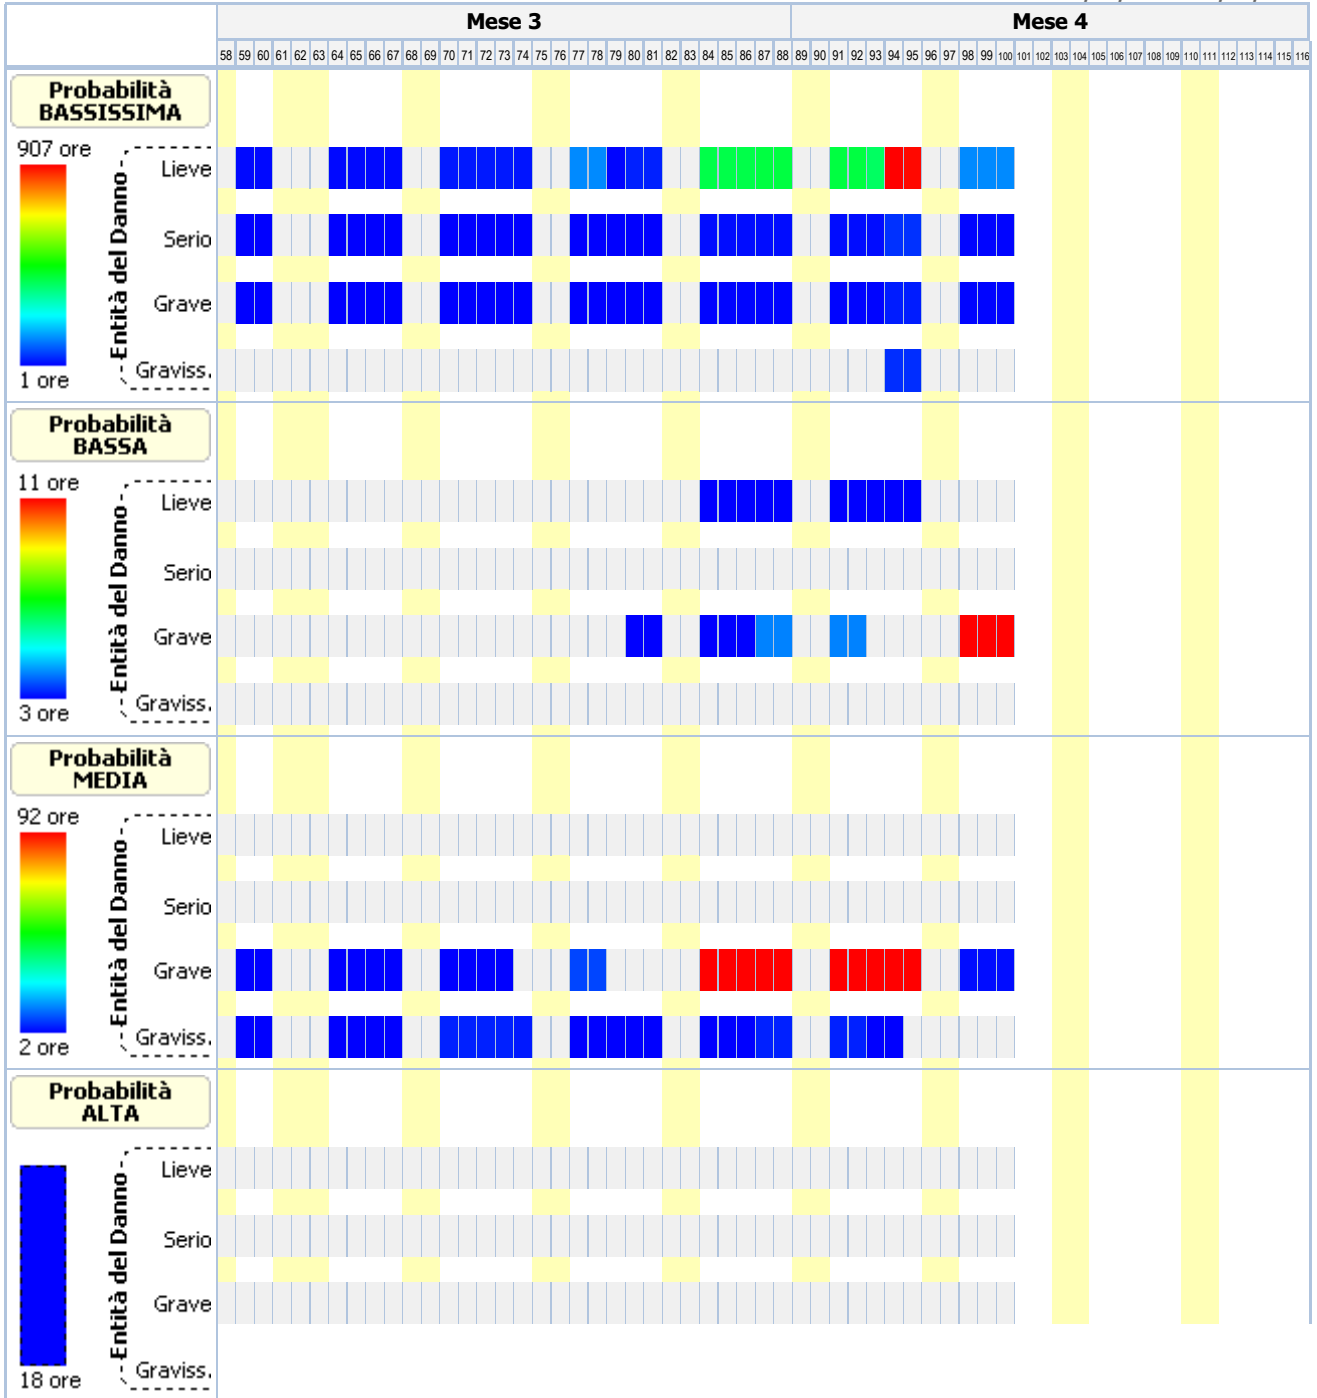 Mese 3 Mese 4
58 59 60 61 62 63 64 65 66 67 68 69 70 71 72 73 74 75 76 77 78 79 80 81 82 83 84 85 86 87 88 89 90 91 92 93 94 95 96 97 98 99 100 101 102 103 104 105 106 107 108 109 110 111 112 113 114 115 116
Probabilità
BASSISSIMA
907 ore
1 ore
Entità del Danno
Lieve
Serio
Grave
Graviss.
Probabilità
BASSA
11 ore
3 ore
Entità del Danno
Lieve
Serio
Grave
Graviss.
Probabilità
MEDIA
92 ore
2 ore
Entità del Danno
Lieve
Serio
Grave
Graviss.
Probabilità
ALTA
18 ore
Entità del Danno
Lieve
Serio
Grave
Graviss.